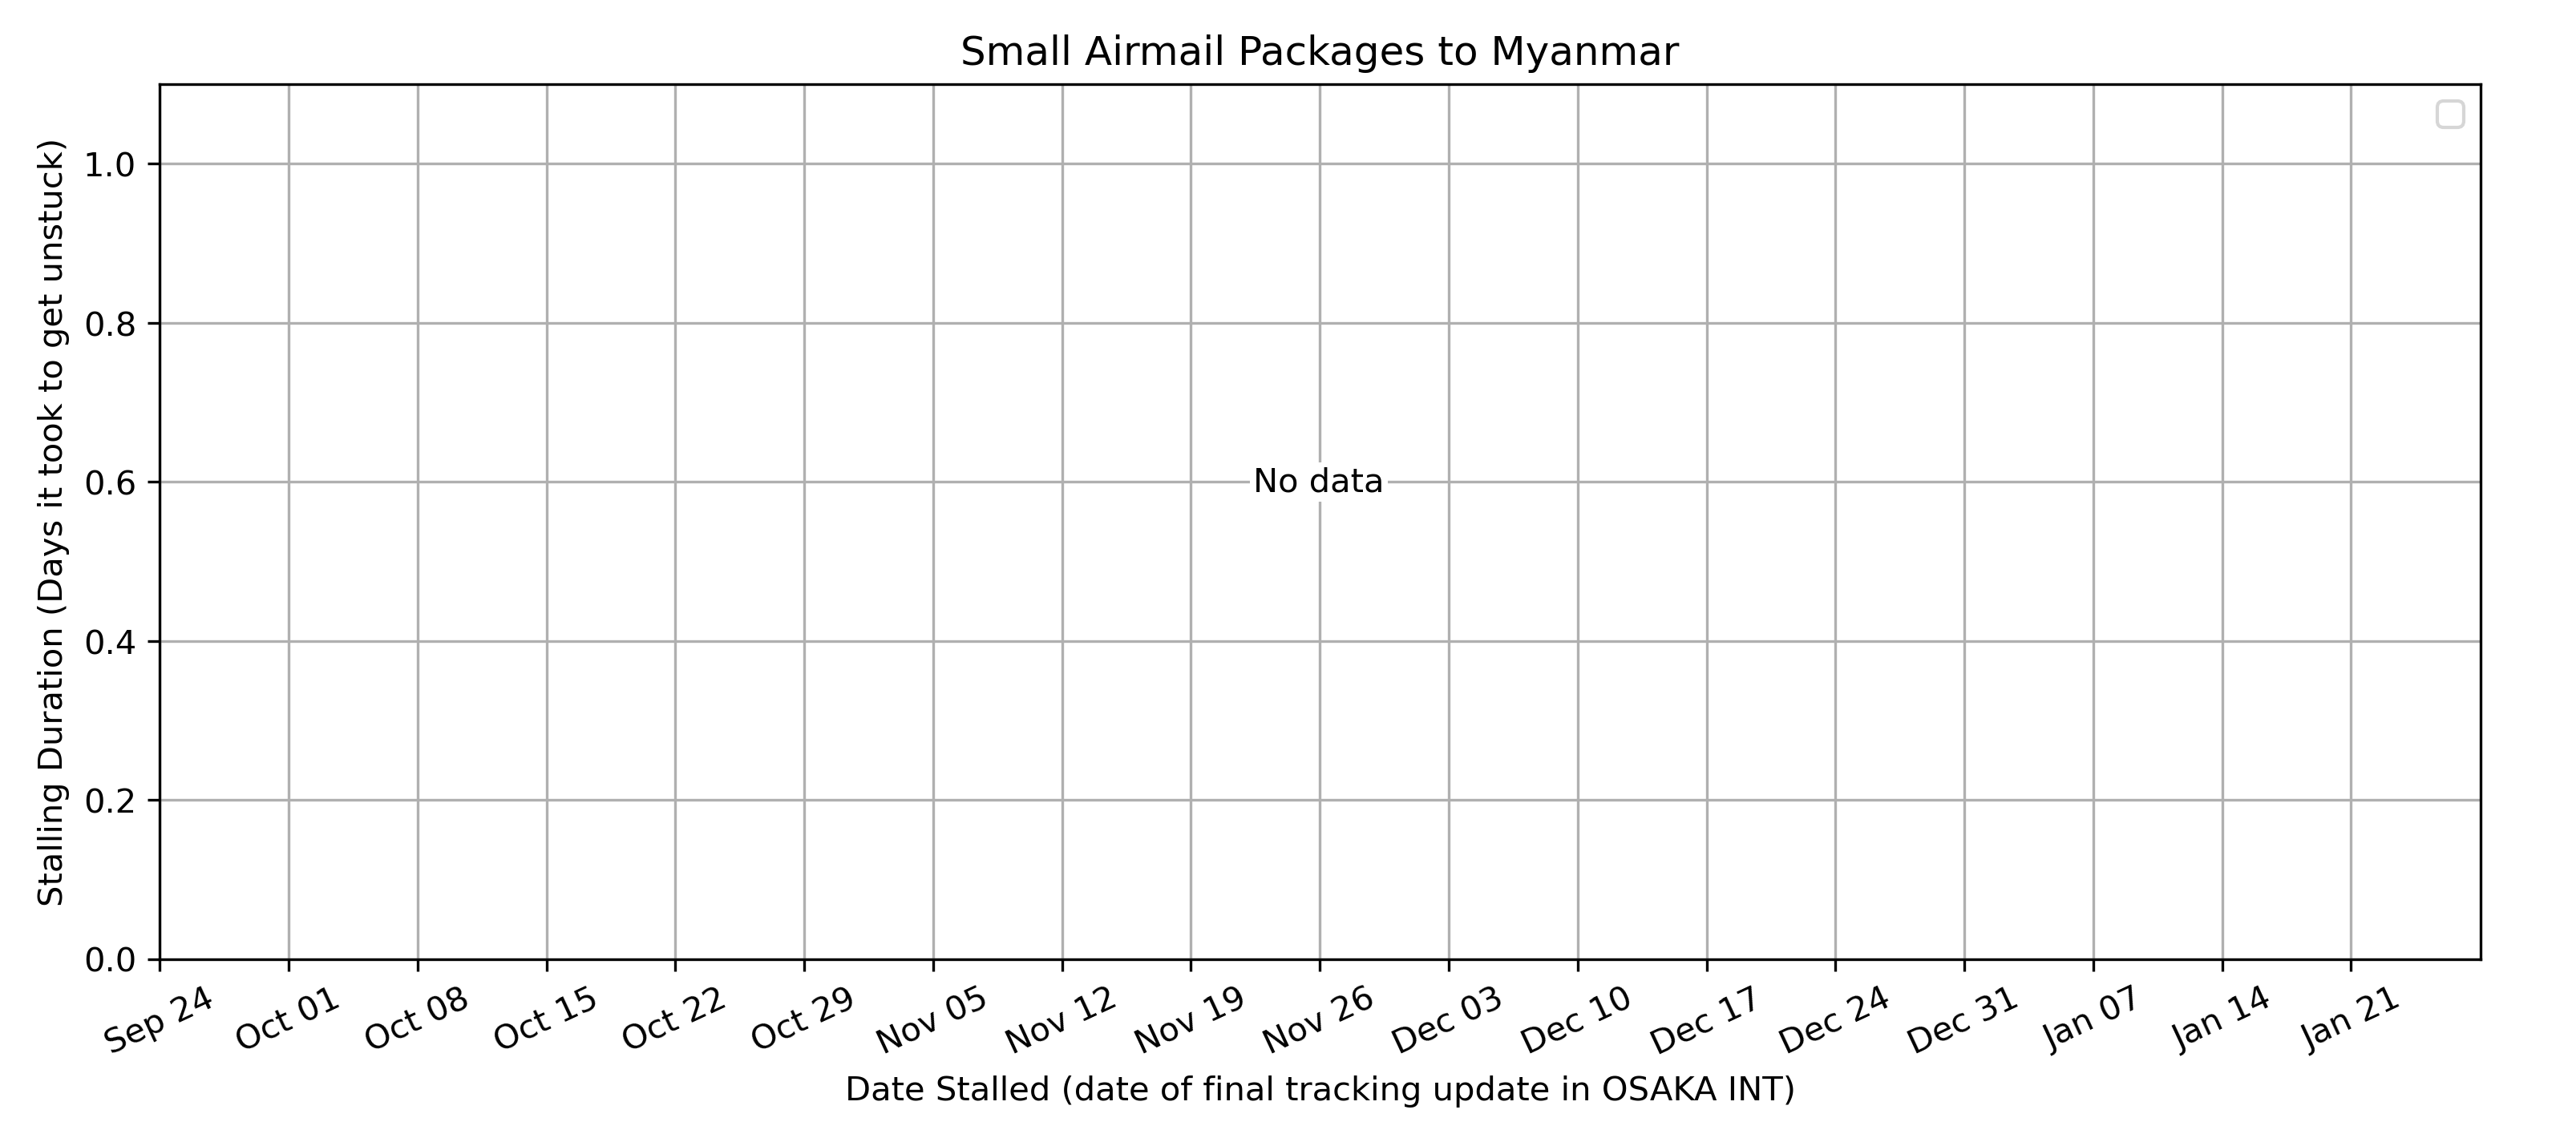 Small Airmail Packages to Myanmar
Stalling Duration (Days it took to get unstuck)
1.0
0.8
0.6
0.4
0.2
0.0
No data
Sep 24
Oct 01
Oct 08
Oct 15
Oct 22
Oct 29
Nov 05
Nov 12
Nov 19
Nov 26
Dec 03
Dec 10
Dec 17
Dec 24
Dec 31
Jan 07
Jan 14
Jan 21
Date Stalled (date of final tracking update in OSAKA INT)